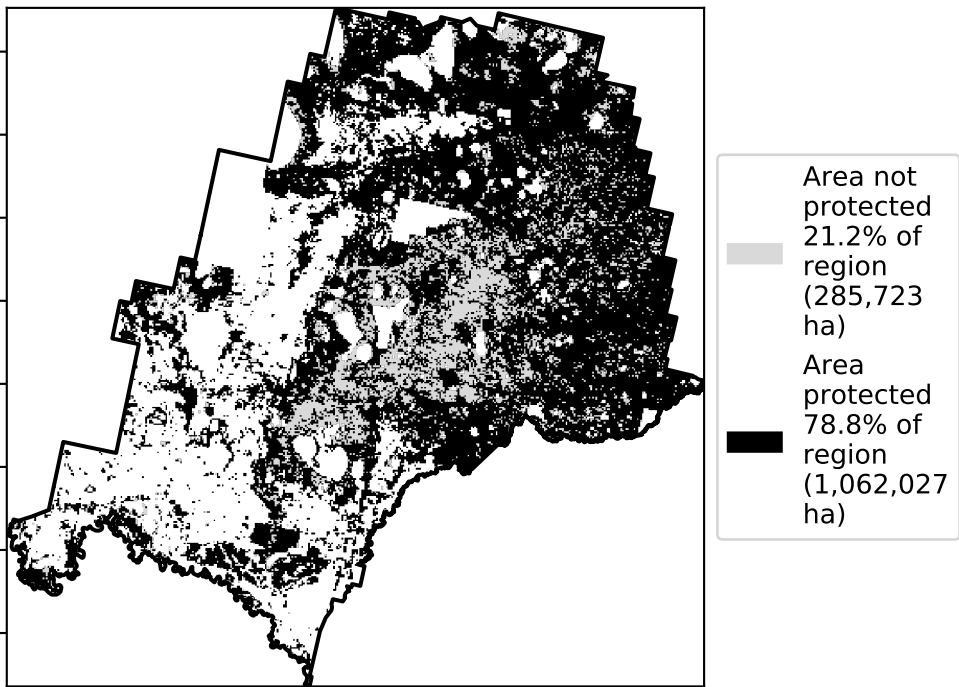 Area not
protected
21.2% of
region
(285,723
ha)
Area
protected
78.8% of
region
(1,062,027
ha)